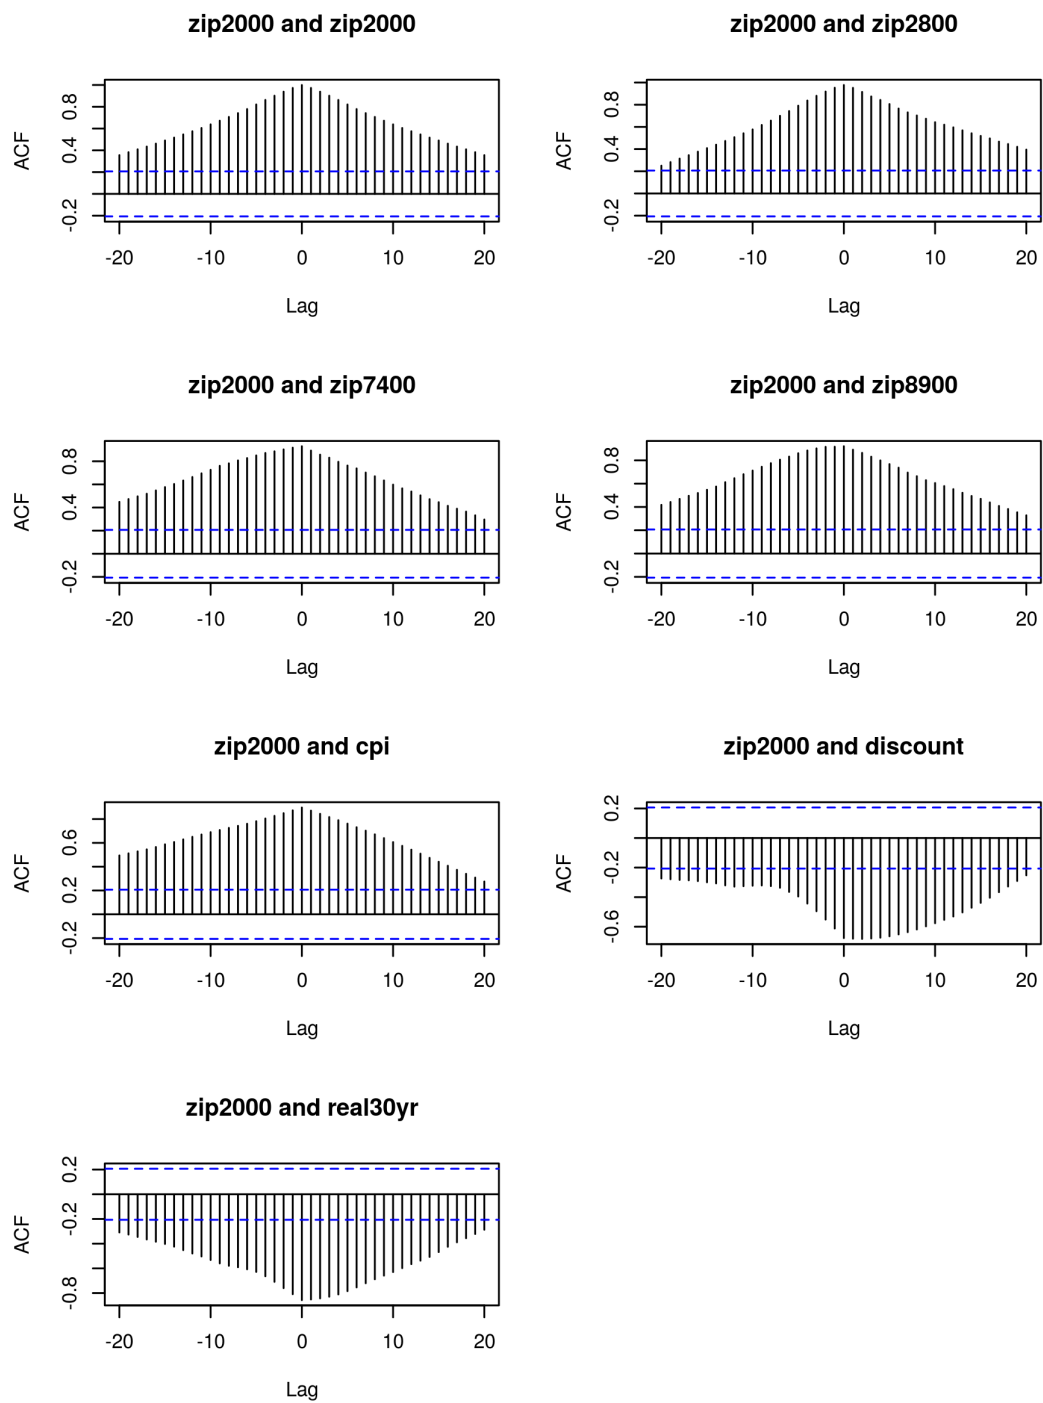 zip2000 and zip2000
ACF
0.8
0.4
-0.2
-20 -10 0 10 20
Lag
zip2000 and zip2800
ACF
0.8
0.4
-0.2
-20 -10 0 10 20
Lag
zip2000 and zip7400
ACF
0.8
0.4
-0.2
-20 -10 0 10 20
Lag
zip2000 and zip8900
ACF
0.8
0.4
-0.2
-20 -10 0 10 20
Lag
zip2000 and cpi
ACF
0.6
0.2
-0.2
-20 -10 0 10 20
Lag
zip2000 and discount
ACF
0.2
-0.2
-0.6
-20 -10 0 10 20
Lag
zip2000 and real30yr
ACF
0.2
-0.2
-0.8
-20 -10 0 10 20
Lag